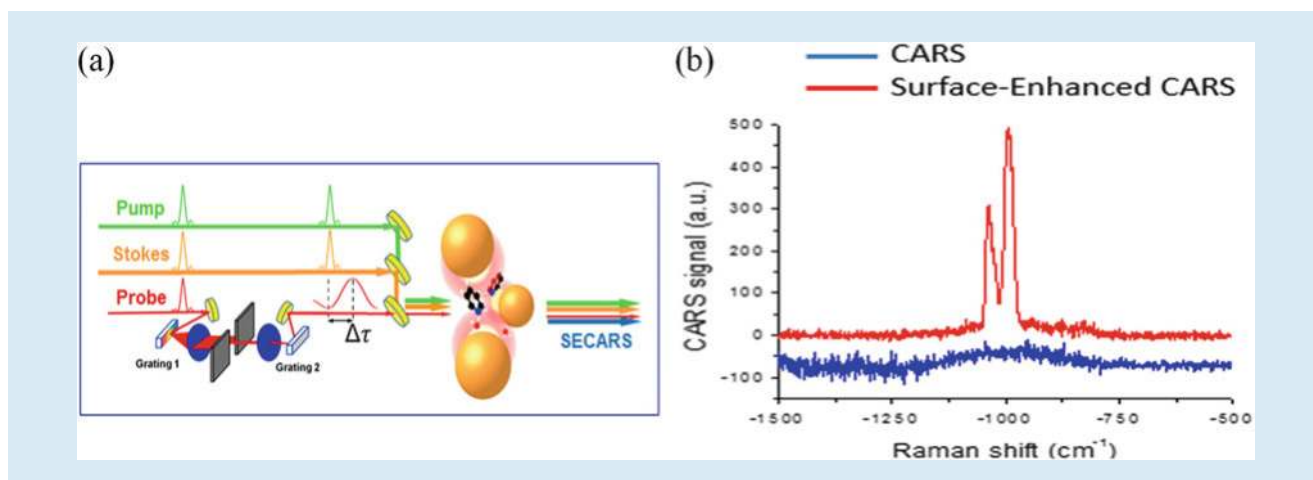 (a)
Pump
Stokes
Probe
Δτ
Grating 1
Grating 2
SECARS
(b)
CARS
Surface-Enhanced CARS
CARS signal (a.u.)
500
400
300
200
100
0
-100
-1500
-1250
-1000
-750
-500
Raman shift (cm⁻¹)